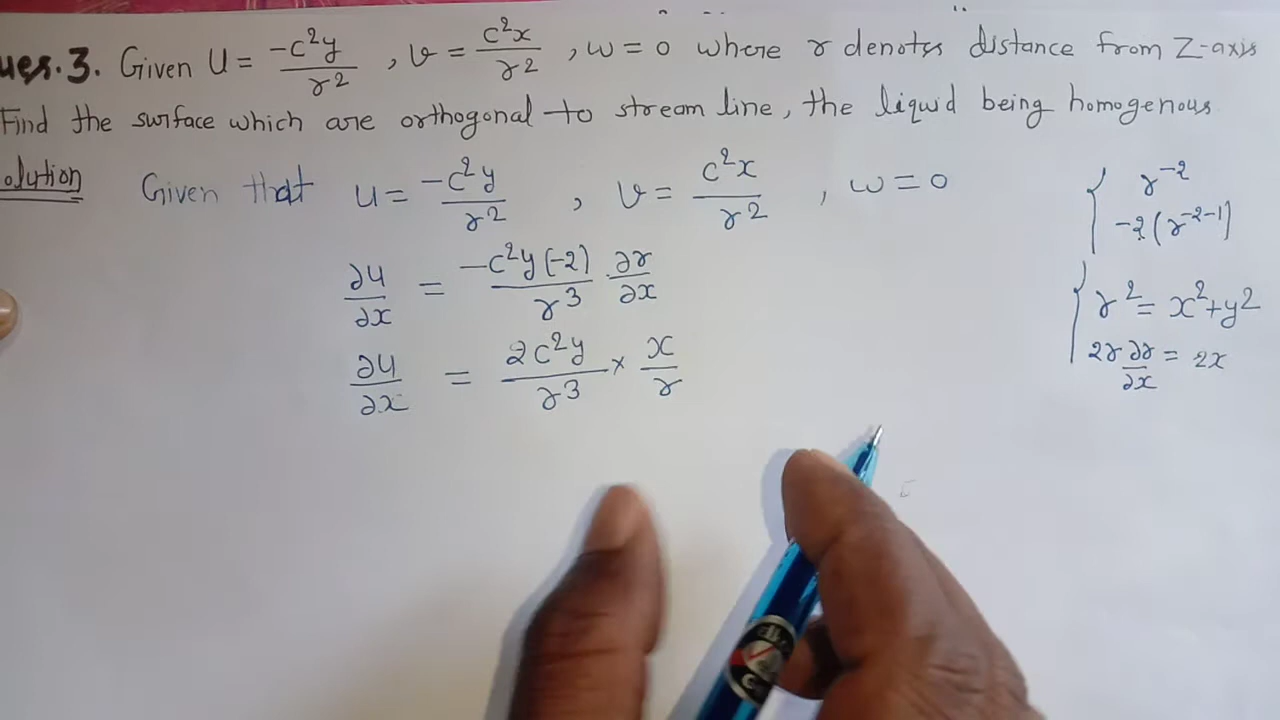 ues.3. Given U = -c²y/r² , v = c²x/r² , w = 0 where r denotes distance from Z-axis
Find the surface which are orthogonal to stream line, the liquid being homogenous
olution Given that u = -c²y/r² , v = c²x/r² , w = 0
∂u/∂x = -c²y(-2)/r³ · ∂r/∂x
∂u/∂x = 2c²y/r³ × x/r
{ r⁻²
-2(r⁻²⁻¹)
{ r² = x²+y²
2r ∂r/∂x = 2x